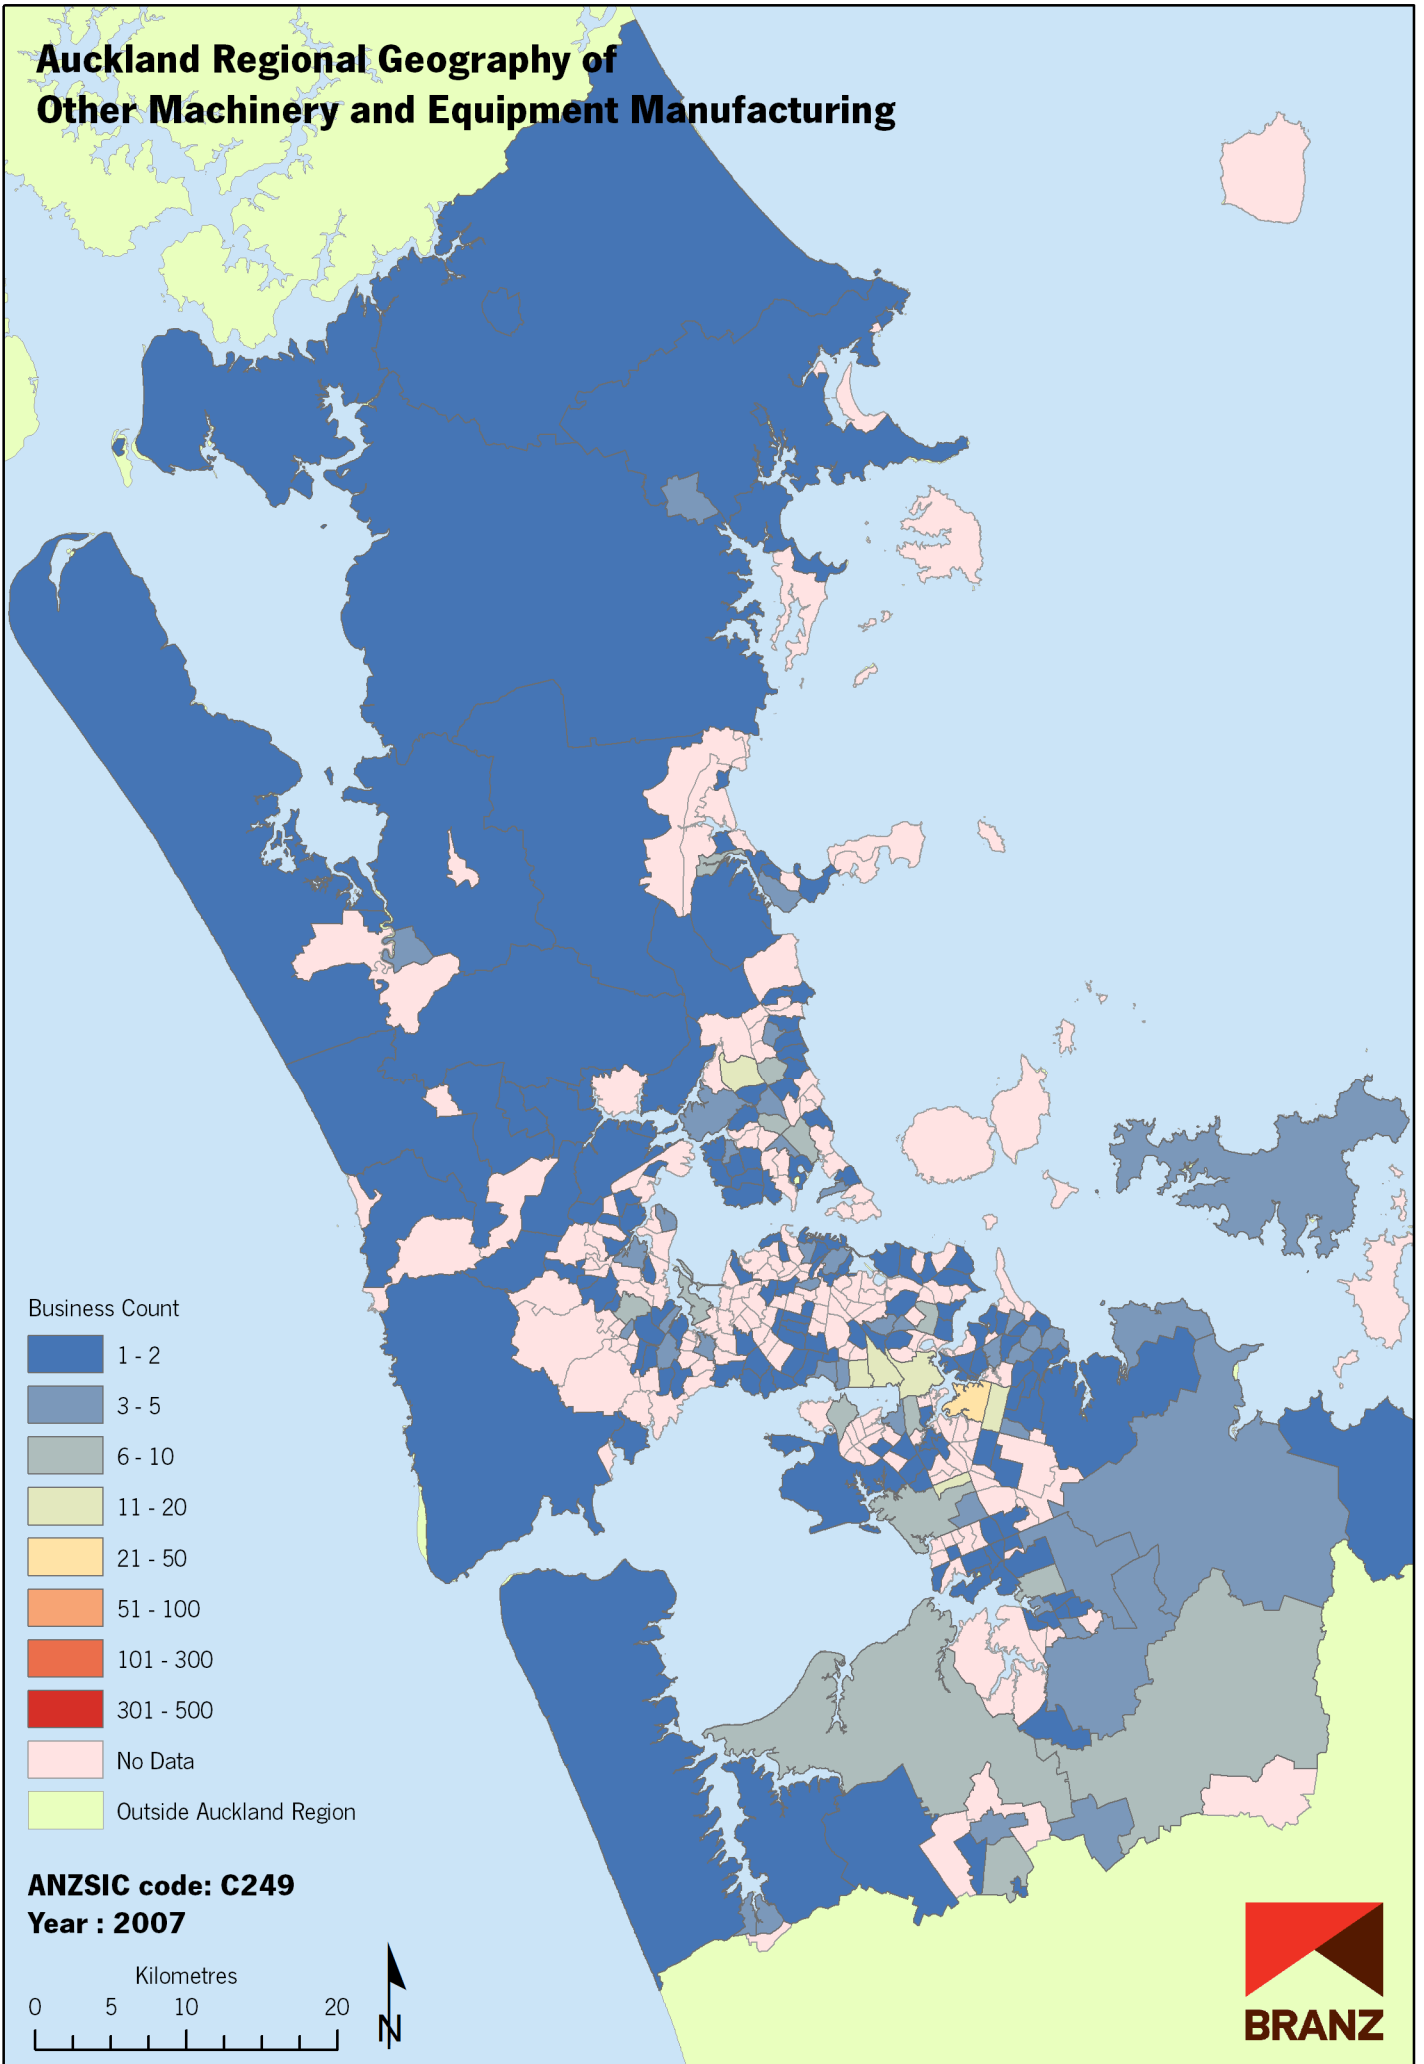 Auckland Regional Geography of
Other Machinery and Equipment Manufacturing
Business Count
1 - 2
3 - 5
6 - 10
11 - 20
21 - 50
51 - 100
101 - 300
301 - 500
No Data
Outside Auckland Region
ANZSIC code: C249
Year : 2007
Kilometres
0 5 10 20
N
BRANZ